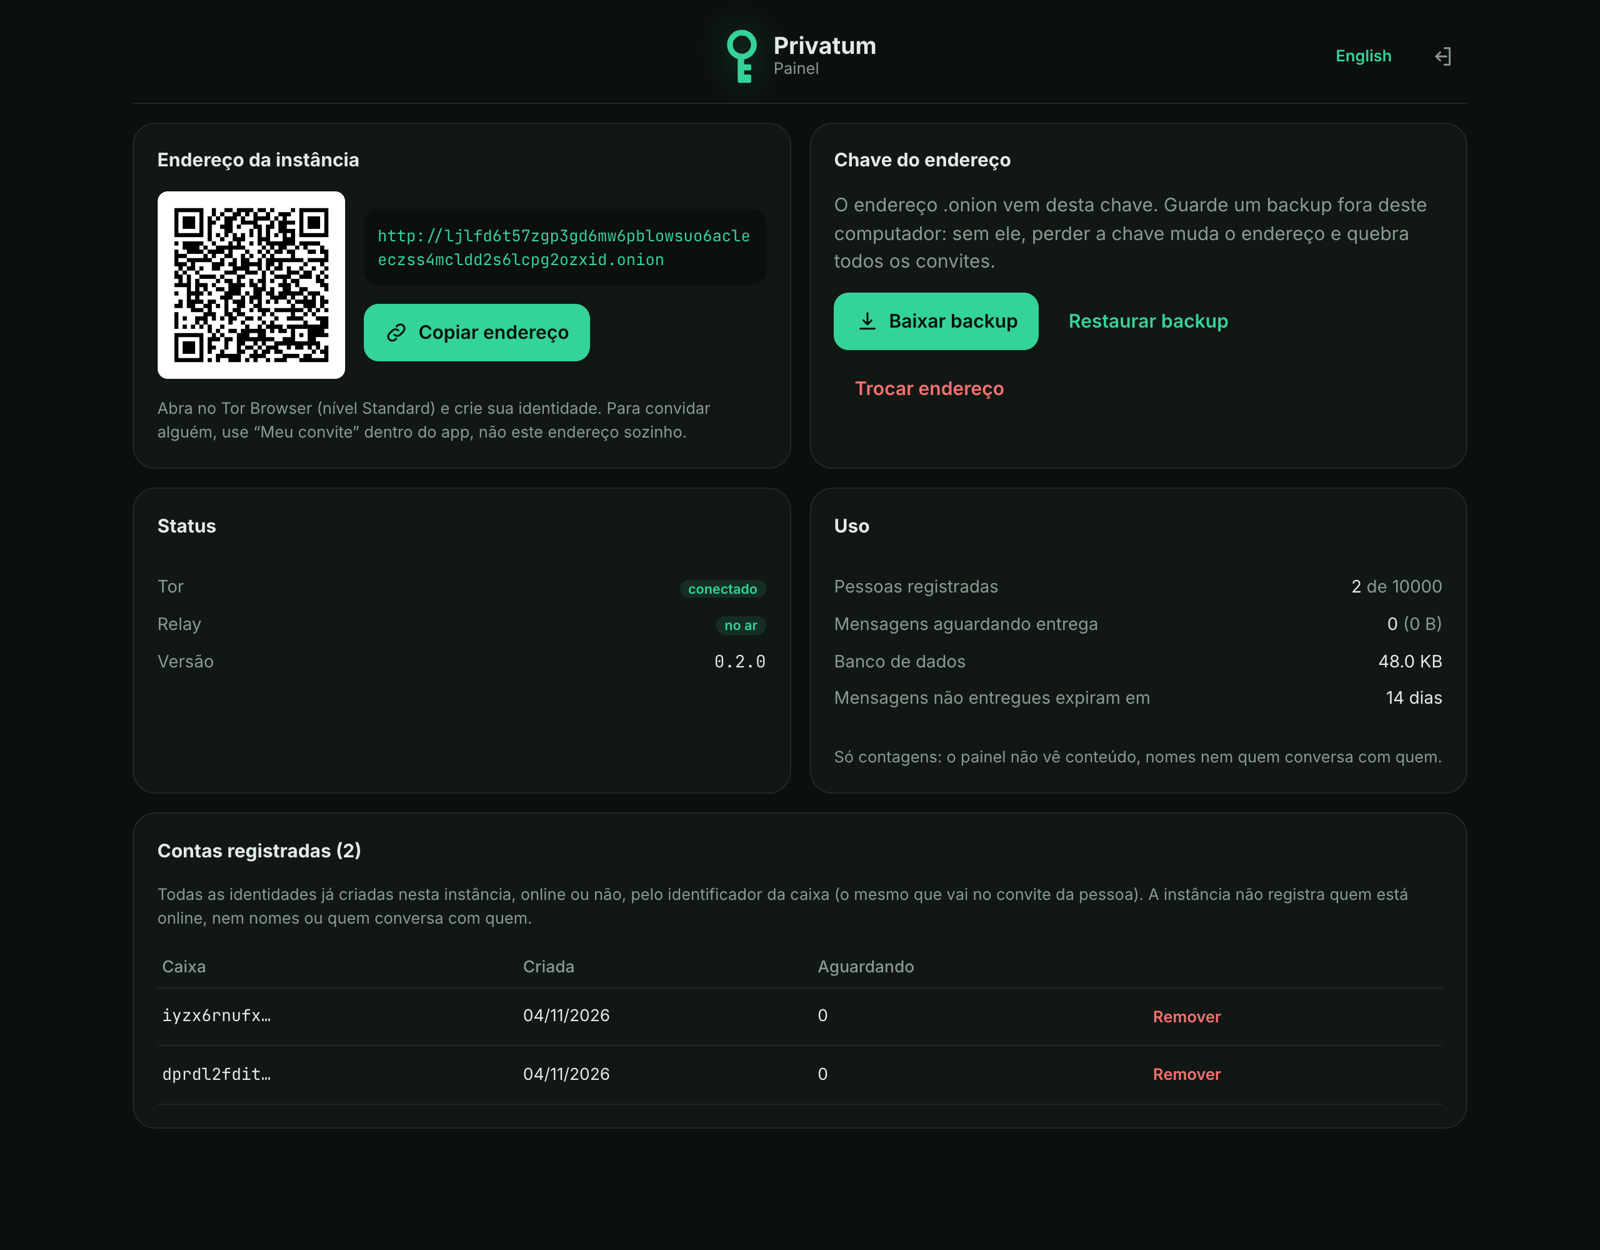 Privatum
Painel
English
Endereço da instância
http://ljlfd6t57zgp3gd6mw6pblowsuo6acle
eczss4mcldd2s6lcpg2ozxid.onion
Copiar endereço
Abra no Tor Browser (nível Standard) e crie sua identidade. Para convidar
alguém, use “Meu convite” dentro do app, não este endereço sozinho.
Chave do endereço
O endereço .onion vem desta chave. Guarde um backup fora deste
computador: sem ele, perder a chave muda o endereço e quebra
todos os convites.
Baixar backup
Restaurar backup
Trocar endereço
Status
Tor conectado
Relay no ar
Versão 0.2.0
Uso
Pessoas registradas 2 de 10000
Mensagens aguardando entrega 0 (0 B)
Banco de dados 48.0 KB
Mensagens não entregues expiram em 14 dias
Só contagens: o painel não vê conteúdo, nomes nem quem conversa com quem.
Contas registradas (2)
Todas as identidades já criadas nesta instância, online ou não, pelo identificador da caixa (o mesmo que vai no convite da pessoa). A instância não registra quem está
online, nem nomes ou quem conversa com quem.
Caixa Criada Aguardando
iyzx6rnufx… 04/11/2026 0 Remover
dprdl2fdit… 04/11/2026 0 Remover